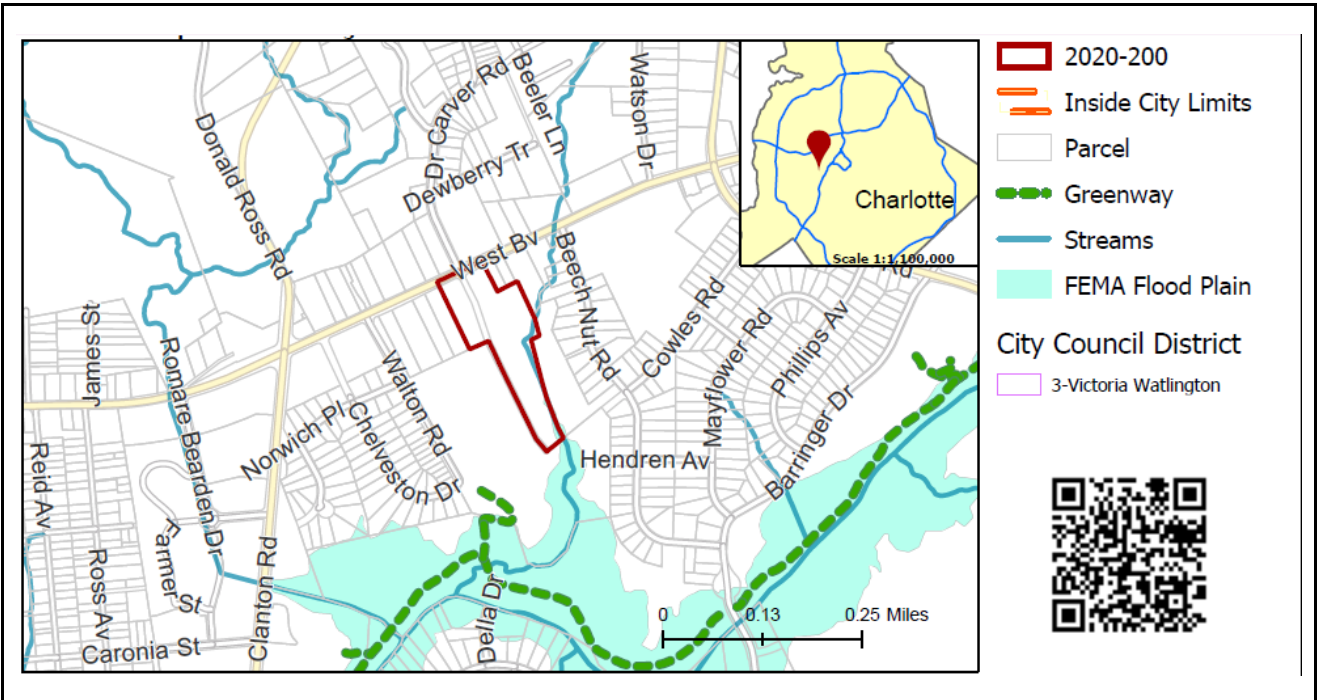 Dr Carver Rd
Beeler Ln
Watson Dr
Donald Ross Rd
Dewberry Tr
West Bv
Beech Nut Rd
James St
Romare Bearden Dr
Walton Rd
Cowles Rd
Mayflower Rd
Phillips Av
Norwich Pl
Chelveston Dr
Hendren Av
Barringer Dr
Reid Av
Ross Av
Farmer St
Clanton Rd
Caronia St
Della Dr
0 0.13 0.25 Miles
Charlotte
Scale 1:1,100,000
Rd
2020-200
Inside City Limits
Parcel
Greenway
Streams
FEMA Flood Plain
City Council District
3-Victoria Watlington